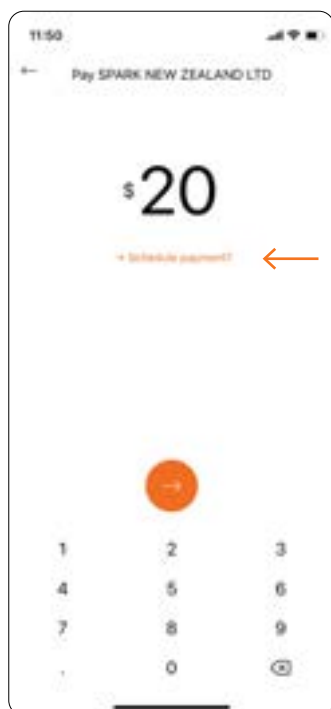 11:50
Pay SPARK NEW ZEALAND LTD
$20
+ Schedule payment?
1 2 3
4 5 6
7 8 9
. 0